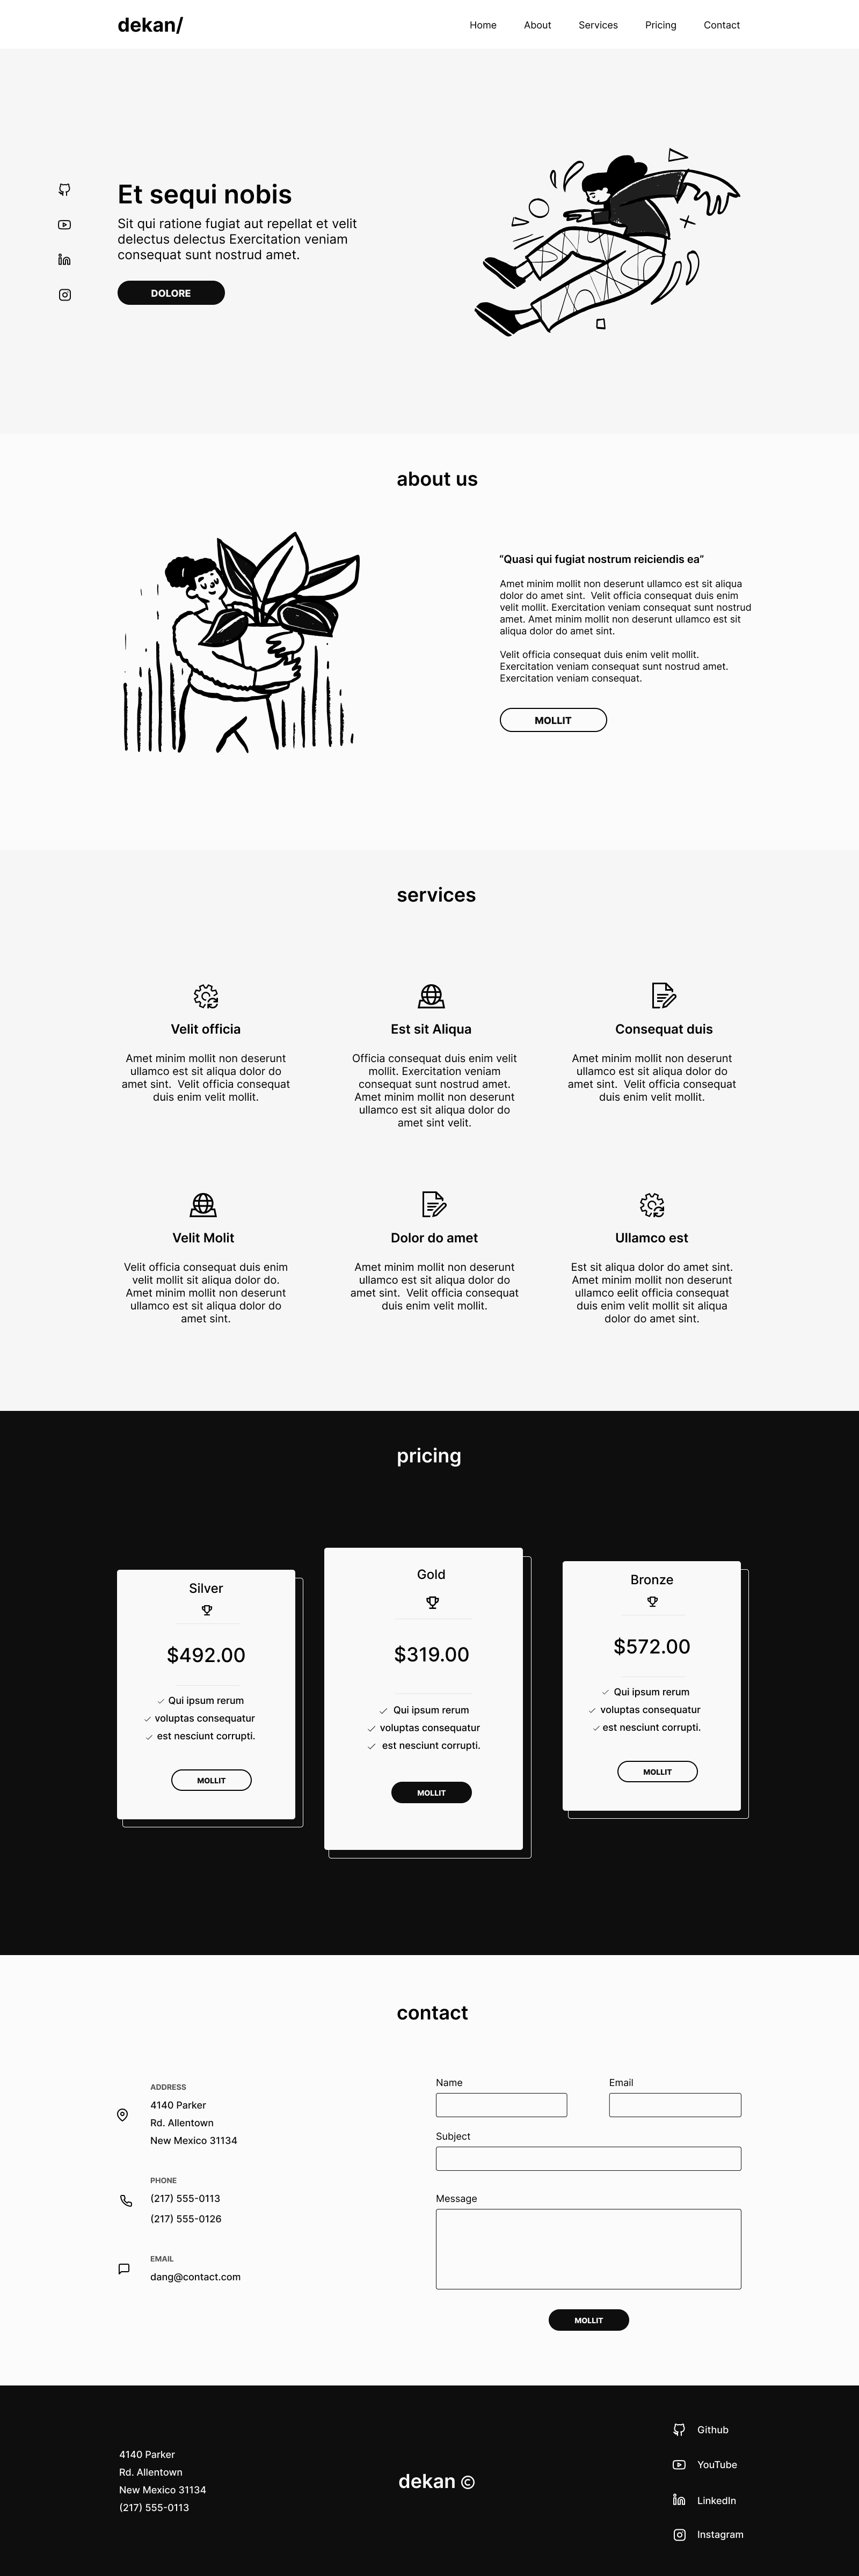 dekan/
Home
About
Services
Pricing
Contact
Et sequi nobis
Sit qui ratione fugiat aut repellat et velit
delectus delectus Exercitation veniam
consequat sunt nostrud amet.
DOLORE
about us
“Quasi qui fugiat nostrum reiciendis ea”
Amet minim mollit non deserunt ullamco est sit aliqua
dolor do amet sint.  Velit officia consequat duis enim
velit mollit. Exercitation veniam consequat sunt nostrud
amet. Amet minim mollit non deserunt ullamco est sit
aliqua dolor do amet sint.
Velit officia consequat duis enim velit mollit.
Exercitation veniam consequat sunt nostrud amet.
Exercitation veniam consequat.
MOLLIT
services
Velit officia
Amet minim mollit non deserunt
ullamco est sit aliqua dolor do
amet sint.  Velit officia consequat
duis enim velit mollit.
Est sit Aliqua
Officia consequat duis enim velit
mollit. Exercitation veniam
consequat sunt nostrud amet.
Amet minim mollit non deserunt
ullamco est sit aliqua dolor do
amet sint velit.
Consequat duis
Amet minim mollit non deserunt
ullamco est sit aliqua dolor do
amet sint.  Velit officia consequat
duis enim velit mollit.
Velit Molit
Velit officia consequat duis enim
velit mollit sit aliqua dolor do.
Amet minim mollit non deserunt
ullamco est sit aliqua dolor do
amet sint.
Dolor do amet
Amet minim mollit non deserunt
ullamco est sit aliqua dolor do
amet sint.  Velit officia consequat
duis enim velit mollit.
Ullamco est
Est sit aliqua dolor do amet sint.
Amet minim mollit non deserunt
ullamco eelit officia consequat
duis enim velit mollit sit aliqua
dolor do amet sint.
pricing
Silver
$492.00
Qui ipsum rerum
voluptas consequatur
est nesciunt corrupti.
MOLLIT
Gold
$319.00
Qui ipsum rerum
voluptas consequatur
est nesciunt corrupti.
MOLLIT
Bronze
$572.00
Qui ipsum rerum
voluptas consequatur
est nesciunt corrupti.
MOLLIT
contact
ADDRESS
4140 Parker
Rd. Allentown
New Mexico 31134
PHONE
(217) 555-0113
(217) 555-0126
EMAIL
dang@contact.com
Name
Email
Subject
Message
MOLLIT
4140 Parker
Rd. Allentown
New Mexico 31134
(217) 555-0113
dekan ©
Github
YouTube
LinkedIn
Instagram